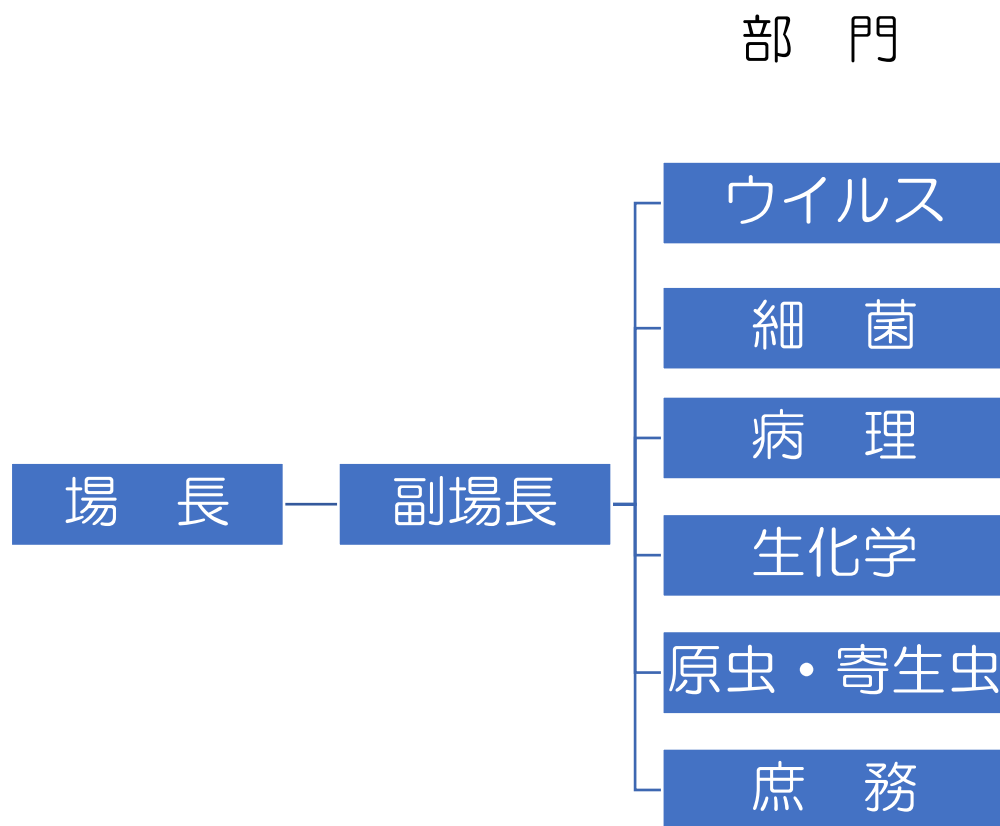 部　門
ウイルス
細　菌
病　理
場　長
副場長
生化学
原虫・寄生虫
庶　務